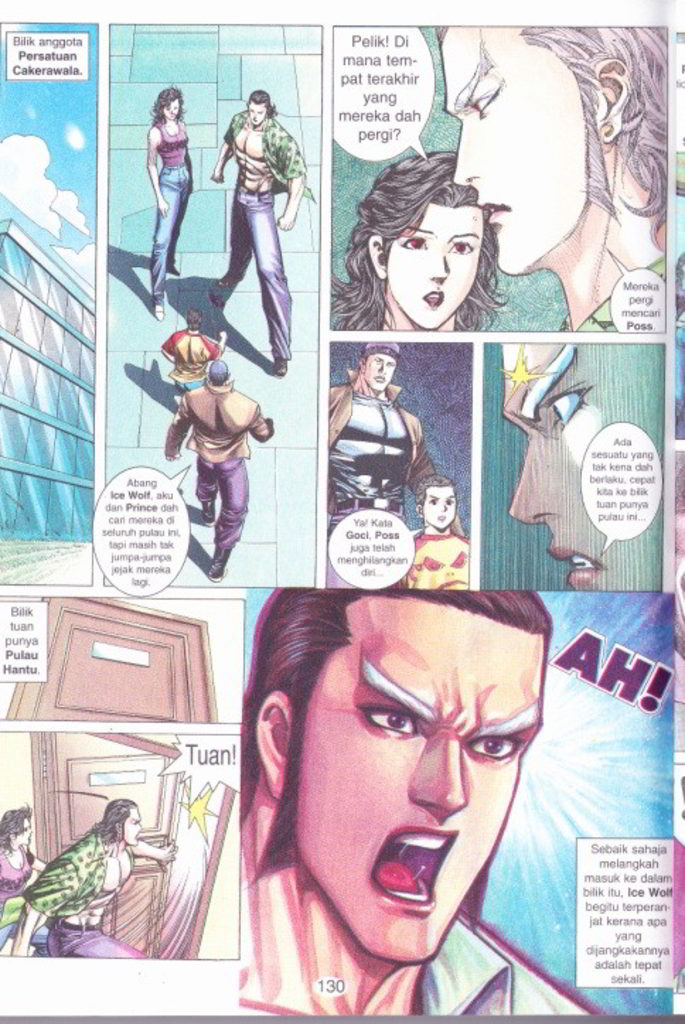 Bilik anggota
Persatuan
Cakerawala.
Abang
Ice Wolf, aku
dan Prince dah
cari mereka di
seluruh punyani,
tapi masih tak
jumpa-jumpa
jejak mereka
lagi.
Pelik! Di
mana tem-
pat terakhir
yang
mereka dah
pergi?
Mereka
pergi
mencari
Poss.
Ya! Kata
Goci, Poss
juga telah
menghilangkan
diri...
Ada
sesuatu yang
tak kena dah
berlaku, cepat
kita ke bilik
tuan punya
pulau ini...
Bilik
tuan
punya
Pulau
Hantu.
Tuan!
AH!
Sebaik sahaja
melangkah
masuk ke dalam
bilik itu, Ice Wolf
begitu terperan-
jat kerana apa
yang
dijangkakannya
adalah tepat
sekali.
130